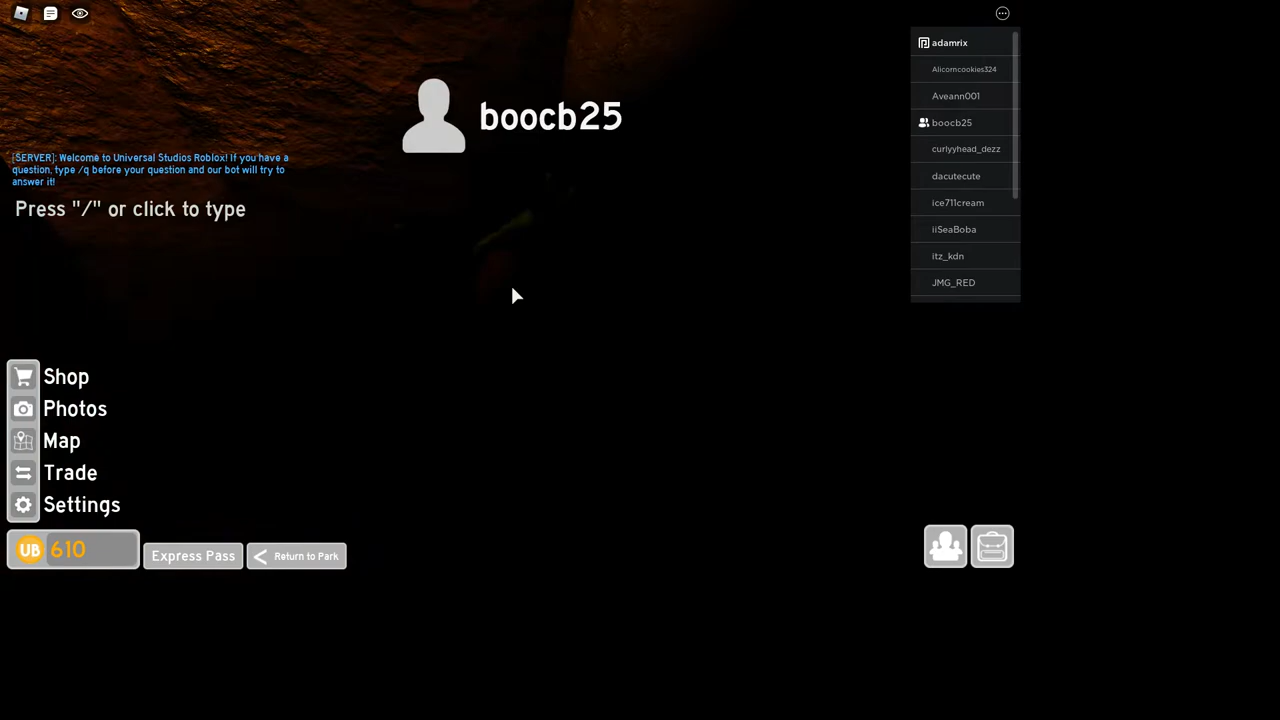 boocb25
[SERVER]: Welcome to Universal Studios Roblox! If you have a
question, type /q before your question and our bot will try to
answer it!
Press "/" or click to type
adamrix
Alicorncookies324
Aveann001
boocb25
curlyyhead_dezz
dacutecute
ice711cream
iiSeaBoba
itz_kdn
JMG_RED
Shop
Photos
Map
Trade
Settings
UB 610
Express Pass
< Return to Park